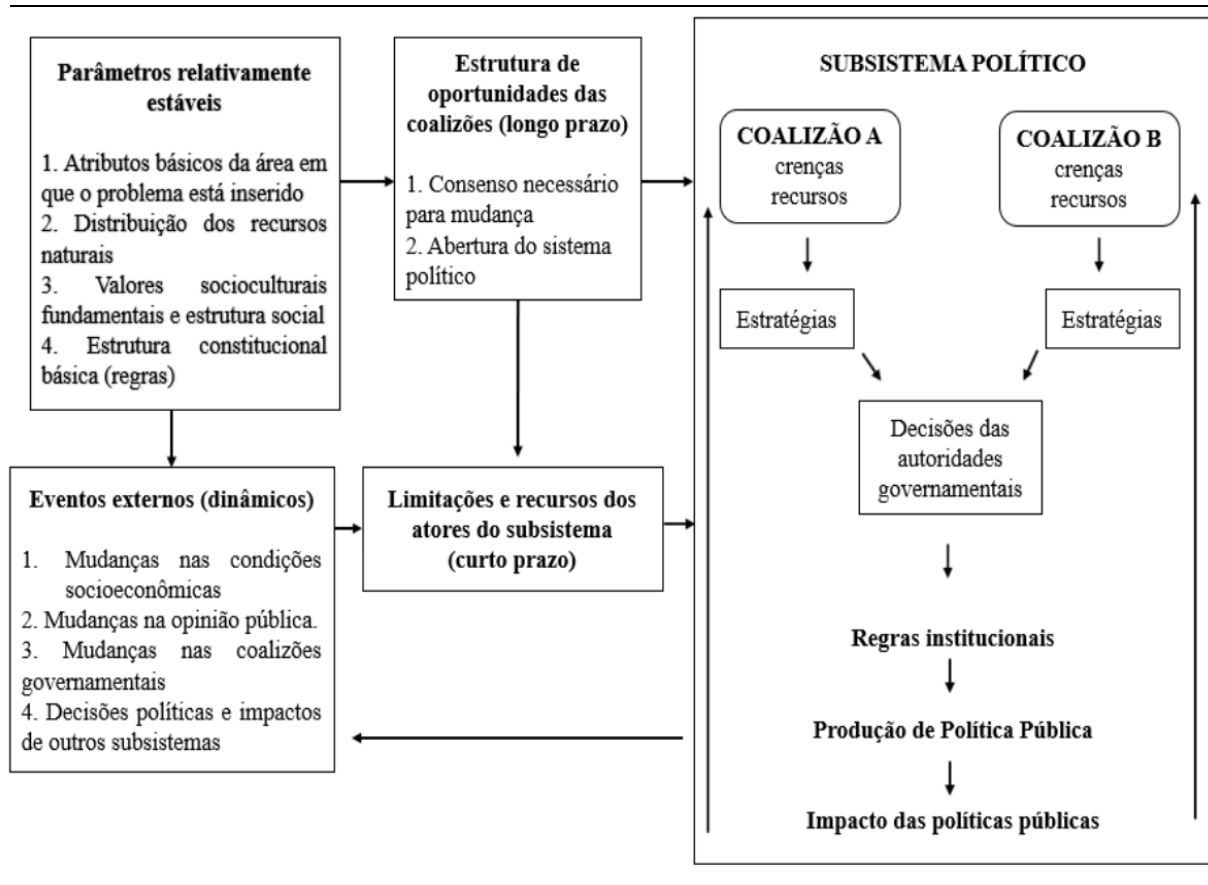 Parâmetros relativamente
estáveis
1. Atributos básicos da área em
que o problema está inserido
2. Distribuição dos recursos
naturais
3. Valores socioculturais
fundamentais e estrutura social
4. Estrutura constitucional
básica (regras)
Estrutura de
oportunidades das
coalizões (longo prazo)
1. Consenso necessário
para mudança
2. Abertura do sistema
político
Eventos externos (dinâmicos)
1. Mudanças nas condições
socioeconômicas
2. Mudanças na opinião pública.
3. Mudanças nas coalizões
governamentais
4. Decisões políticas e impactos
de outros subsistemas
Limitações e recursos dos
atores do subsistema
(curto prazo)
SUBSISTEMA POLÍTICO
COALIZÃO A
crenças
recursos
COALIZÃO B
crenças
recursos
Estratégias
Estratégias
Decisões das
autoridades
governamentais
Regras institucionais
Produção de Política Pública
Impacto das políticas públicas